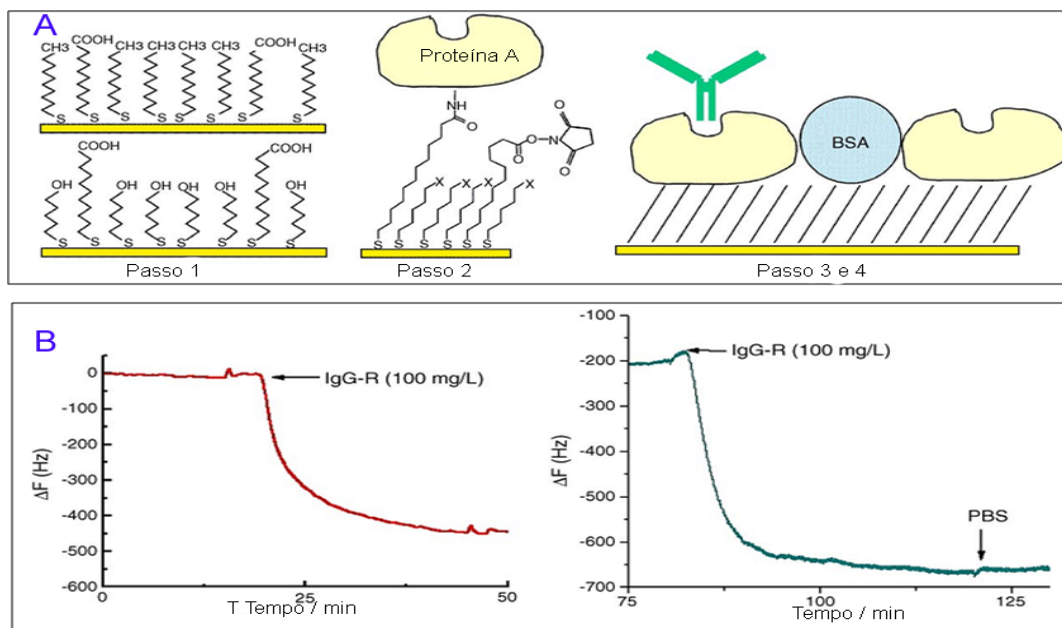 A
CH3 COOH CH3 CH3 CH3 CH3 COOH CH3
S S S S S S S S
COOH COOH
OH OH OH OH OH OH
S S S S S S S S
Passo 1
Proteína A
NH
O
O
O N
O
O
X X X X X
S S S S S S
Passo 2
BSA
Passo 3 e 4
B
0
-100
-200
-300
-400
-500
-600
ΔF (Hz)
IgG-R (100 mg/L)
0 25 50
T Tempo / min
-100
-200
-300
-400
-500
-600
-700
ΔF (Hz)
IgG-R (100 mg/L)
PBS
75 100 125
Tempo / min